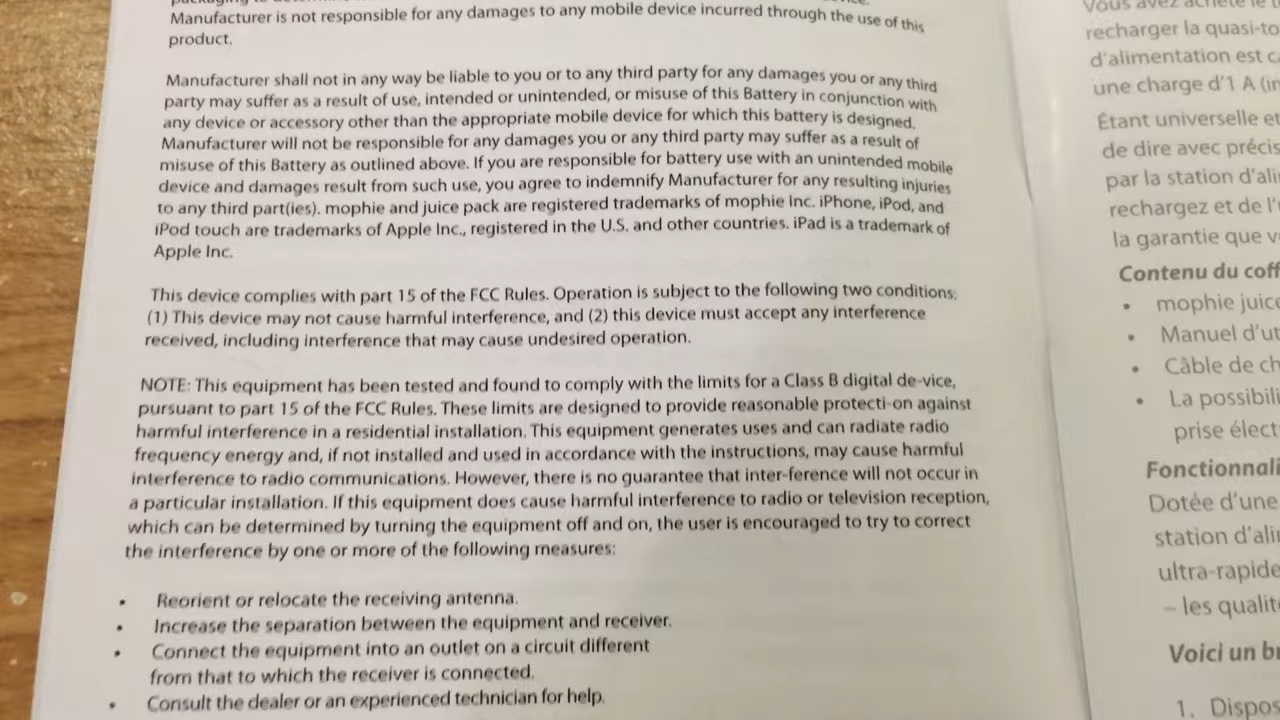 Manufacturer is not responsible for any damages to any mobile device incurred through the use of this
product.
Manufacturer shall not in any way be liable to you or to any third party for any damages you or any third
party may suffer as a result of use, intended or unintended, or misuse of this Battery in conjunction with
any device or accessory other than the appropriate mobile device for which this battery is designed.
Manufacturer will not be responsible for any damages you or any third party may suffer as a result of
misuse of this Battery as outlined above. If you are responsible for battery use with an unintended mobile
device and damages result from such use, you agree to indemnify Manufacturer for any resulting injuries
to any third part(ies). mophie and juice pack are registered trademarks of mophie Inc. iPhone, iPod, and
iPod touch are trademarks of Apple Inc., registered in the U.S. and other countries. iPad is a trademark of
Apple Inc.
This device complies with part 15 of the FCC Rules. Operation is subject to the following two conditions:
(1) This device may not cause harmful interference, and (2) this device must accept any interference
received, including interference that may cause undesired operation.
NOTE: This equipment has been tested and found to comply with the limits for a Class B digital de-vice,
pursuant to part 15 of the FCC Rules. These limits are designed to provide reasonable protecti-on against
harmful interference in a residential installation. This equipment generates uses and can radiate radio
frequency energy and, if not installed and used in accordance with the instructions, may cause harmful
interference to radio communications. However, there is no guarantee that inter-ference will not occur in
a particular installation. If this equipment does cause harmful interference to radio or television reception,
which can be determined by turning the equipment off and on, the user is encouraged to try to correct
the interference by one or more of the following measures:
• Reorient or relocate the receiving antenna.
• Increase the separation between the equipment and receiver.
• Connect the equipment into an outlet on a circuit different
from that to which the receiver is connected.
• Consult the dealer or an experienced technician for help.
Vous avez acheté le
recharger la quasi-to
d'alimentation est
une charge d'1 A (in
Étant universelle et
de dire avec précis
par la station d'ali
rechargez et de l'
la garantie que v
Contenu du coff
• mophie juice
• Manuel d'ut
• Câble de ch
• La possibili
prise élect
Fonctionnali
Dotée d'une
station d'ali
ultra-rapide
– les qualit
Voici un b
1. Dispos